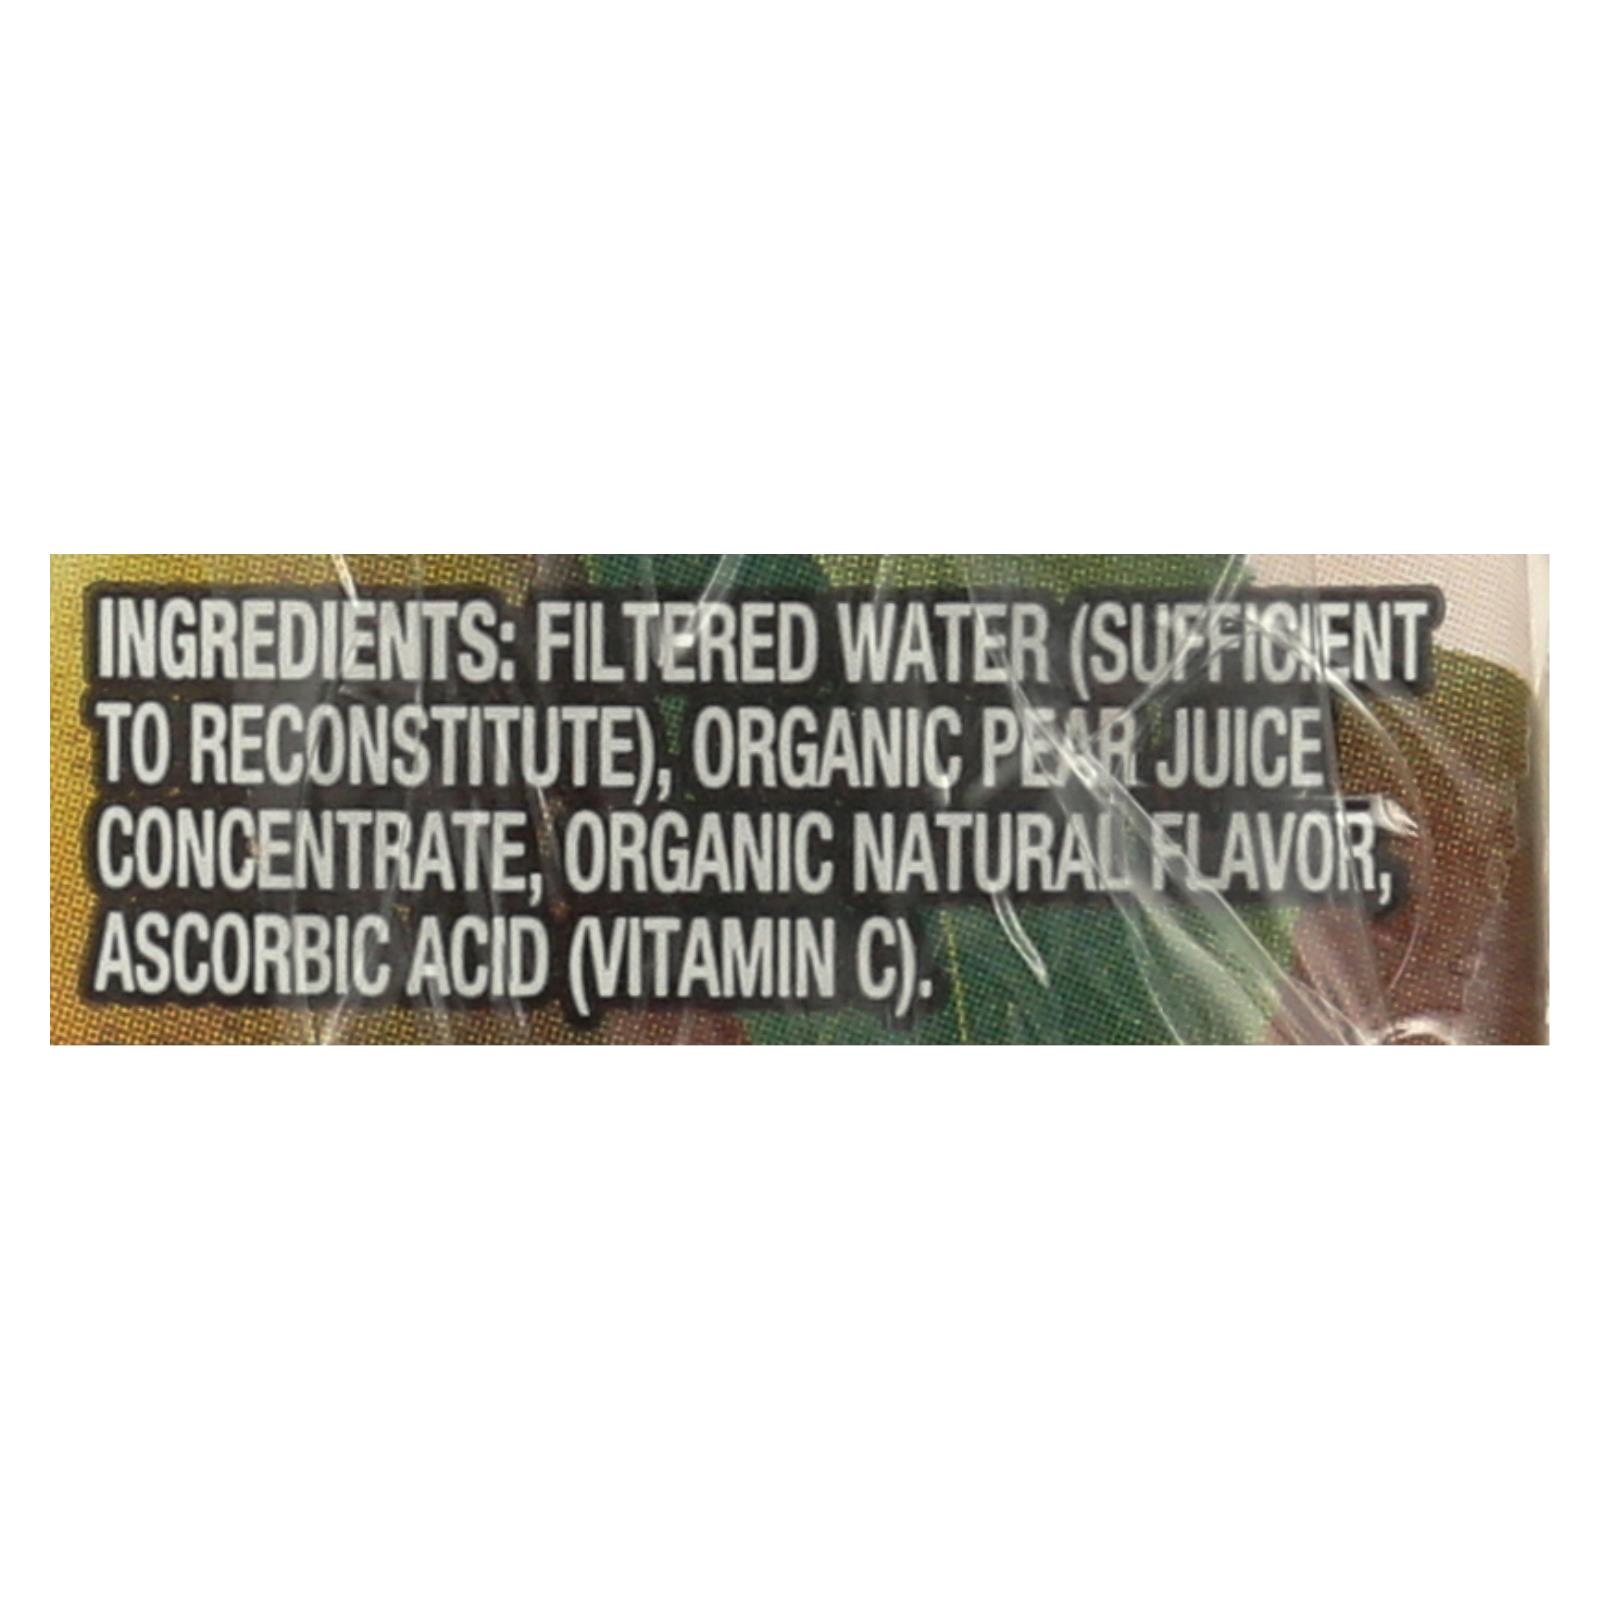 INGREDIENTS: FILTERED WATER (SUFFICIENT
TO RECONSTITUTE), ORGANIC PEAR JUICE
CONCENTRATE, ORGANIC NATURAL FLAVOR,
ASCORBIC ACID (VITAMIN C).